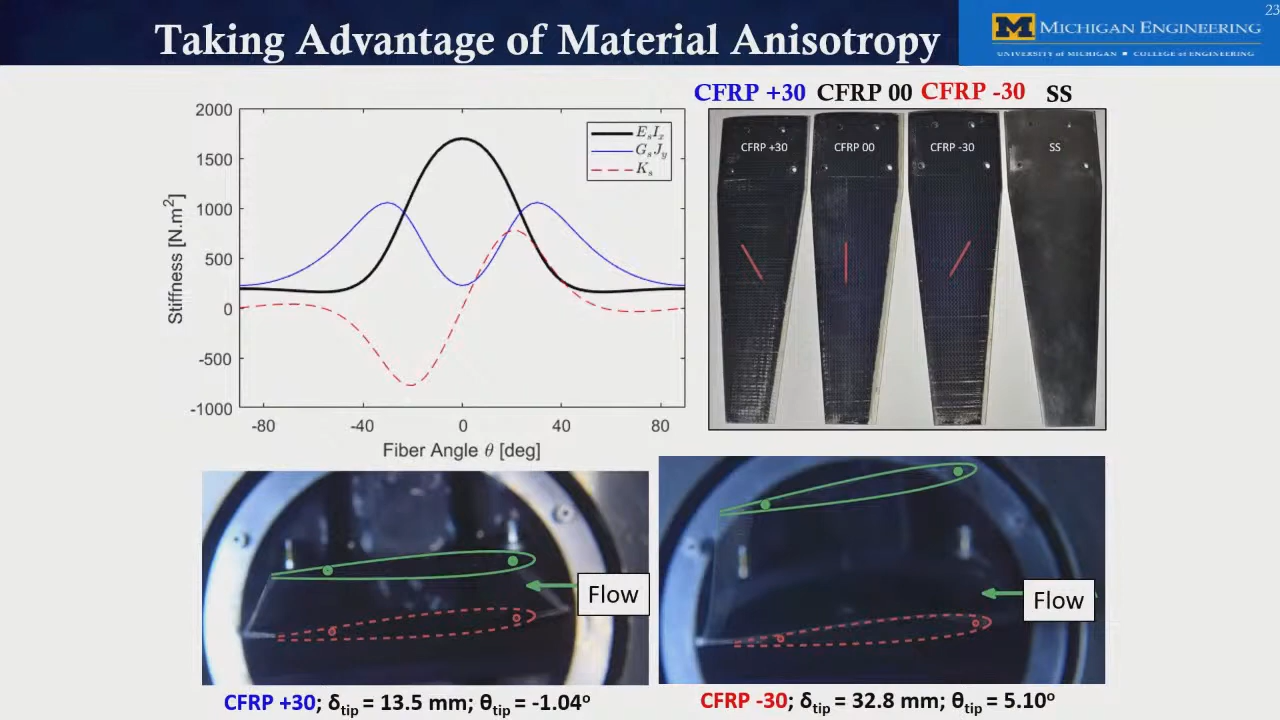 23
Taking Advantage of Material Anisotropy
M MICHIGAN ENGINEERING
UNIVERSITY of MICHIGAN ■ COLLEGE of ENGINEERING
CFRP +30 CFRP 00 CFRP -30 SS
2000
1500
1000
500
0
-500
-1000
Stiffness [N.m²]
EₛIₓ
GₛJᵧ
Kₛ
-80 -40 0 40 80
Fiber Angle θ [deg]
CFRP +30 CFRP 00 CFRP -30 SS
Flow
Flow
CFRP +30; δtip = 13.5 mm; θtip = -1.04º
CFRP -30; δtip = 32.8 mm; θtip = 5.10º